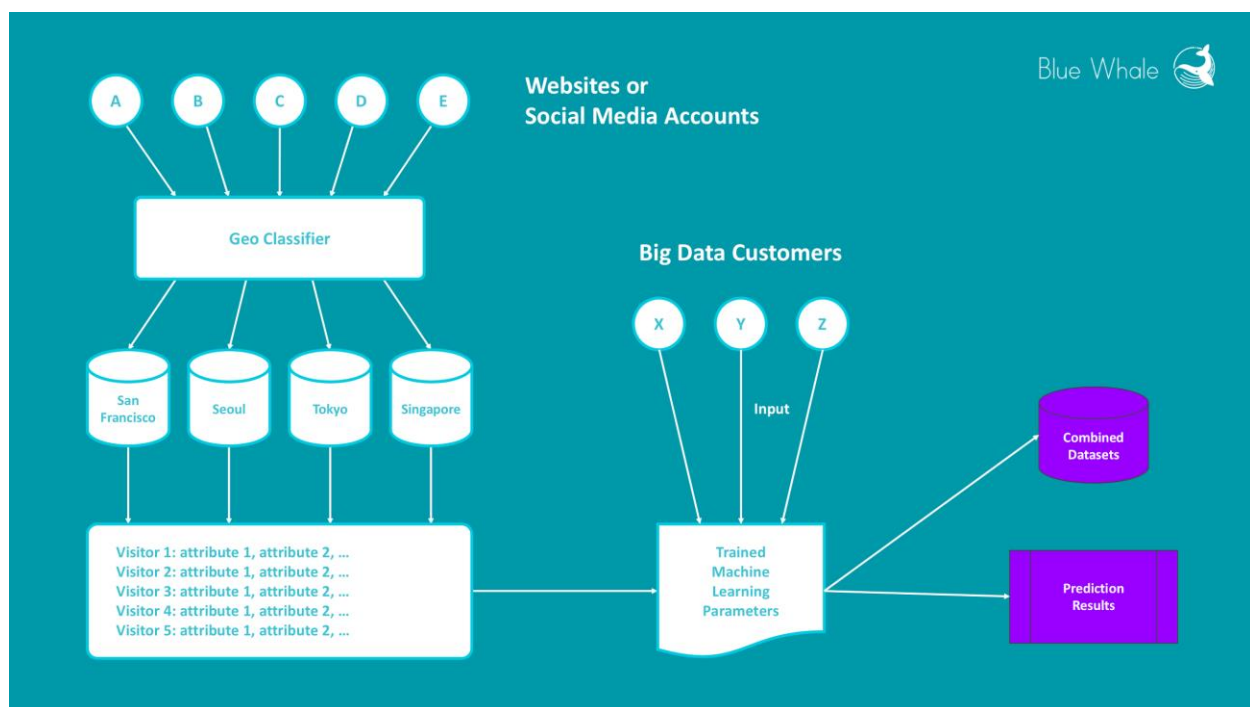 Blue Whale
A
B
C
D
E
Websites or
Social Media Accounts
Geo Classifier
Big Data Customers
X
Y
Z
San
Francisco
Seoul
Tokyo
Singapore
Input
Combined
Datasets
Visitor 1: attribute 1, attribute 2, ...
Visitor 2: attribute 1, attribute 2, ...
Visitor 3: attribute 1, attribute 2, ...
Visitor 4: attribute 1, attribute 2, ...
Visitor 5: attribute 1, attribute 2, ...
Trained
Machine
Learning
Parameters
Prediction
Results